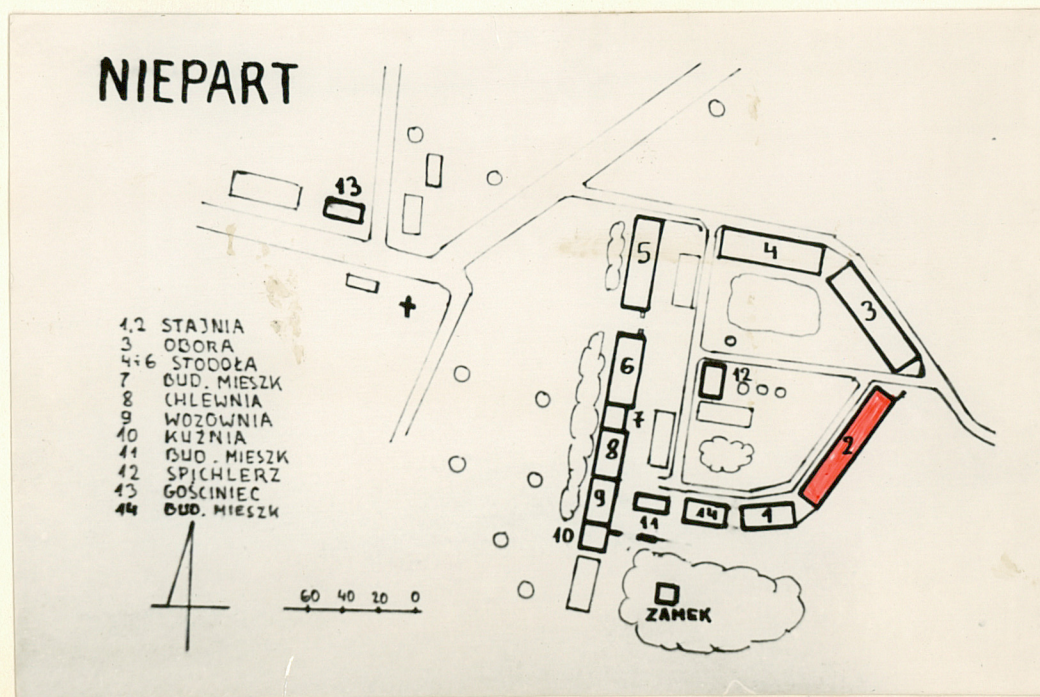 NIEPART
13
5
4
3
6
12
7
2
8
9
11
14
1
10
ZAMEK
1,2 STAJNIA
3 OBORA
4i6 STODOŁA
7 BUD. MIESZK
8 CHLEWNIA
9 WOZOWNIA
10 KUŹNIA
11 BUD. MIESZK
12 SPICHLERZ
13 GOŚCINIEC
14 BUD. MIESZK
60 40 20 0